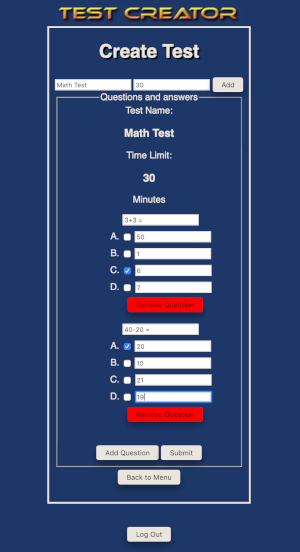 TEST CREATOR
Create Test
Math Test 30 Add
Questions and answers
Test Name:
Math Test
Time Limit:
30
Minutes
3+3 =
A. 50
B. 1
C. 6
D. 7
Remove Question
40-20 =
A. 20
B. 10
C. 21
D. 19
Remove Question
Add Question Submit
Back to Menu
Log Out